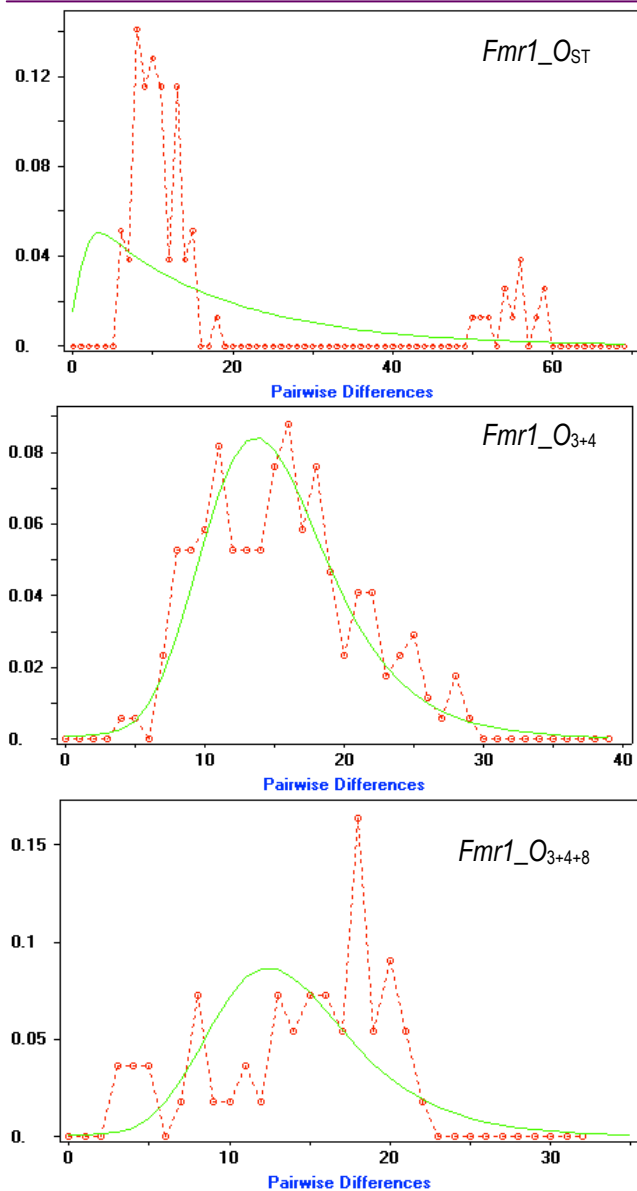 Fmr1_OST
0.12
0.08
0.04
0.
0 20 40 60
Pairwise Differences
Fmr1_O3+4
0.08
0.06
0.04
0.02
0.
0 10 20 30 40
Pairwise Differences
Fmr1_O3+4+8
0.15
0.1
0.05
0.
0 10 20 30
Pairwise Differences